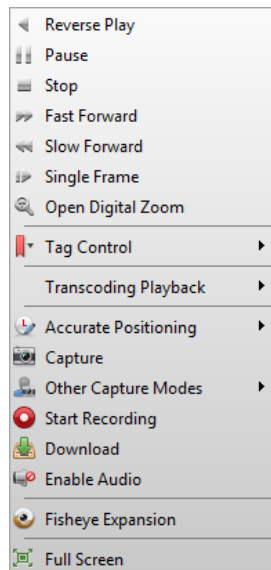 Reverse Play
Pause
Stop
Fast Forward
Slow Forward
Single Frame
Open Digital Zoom
Tag Control
Transcoding Playback
Accurate Positioning
Capture
Other Capture Modes
Start Recording
Download
Enable Audio
Fisheye Expansion
Full Screen